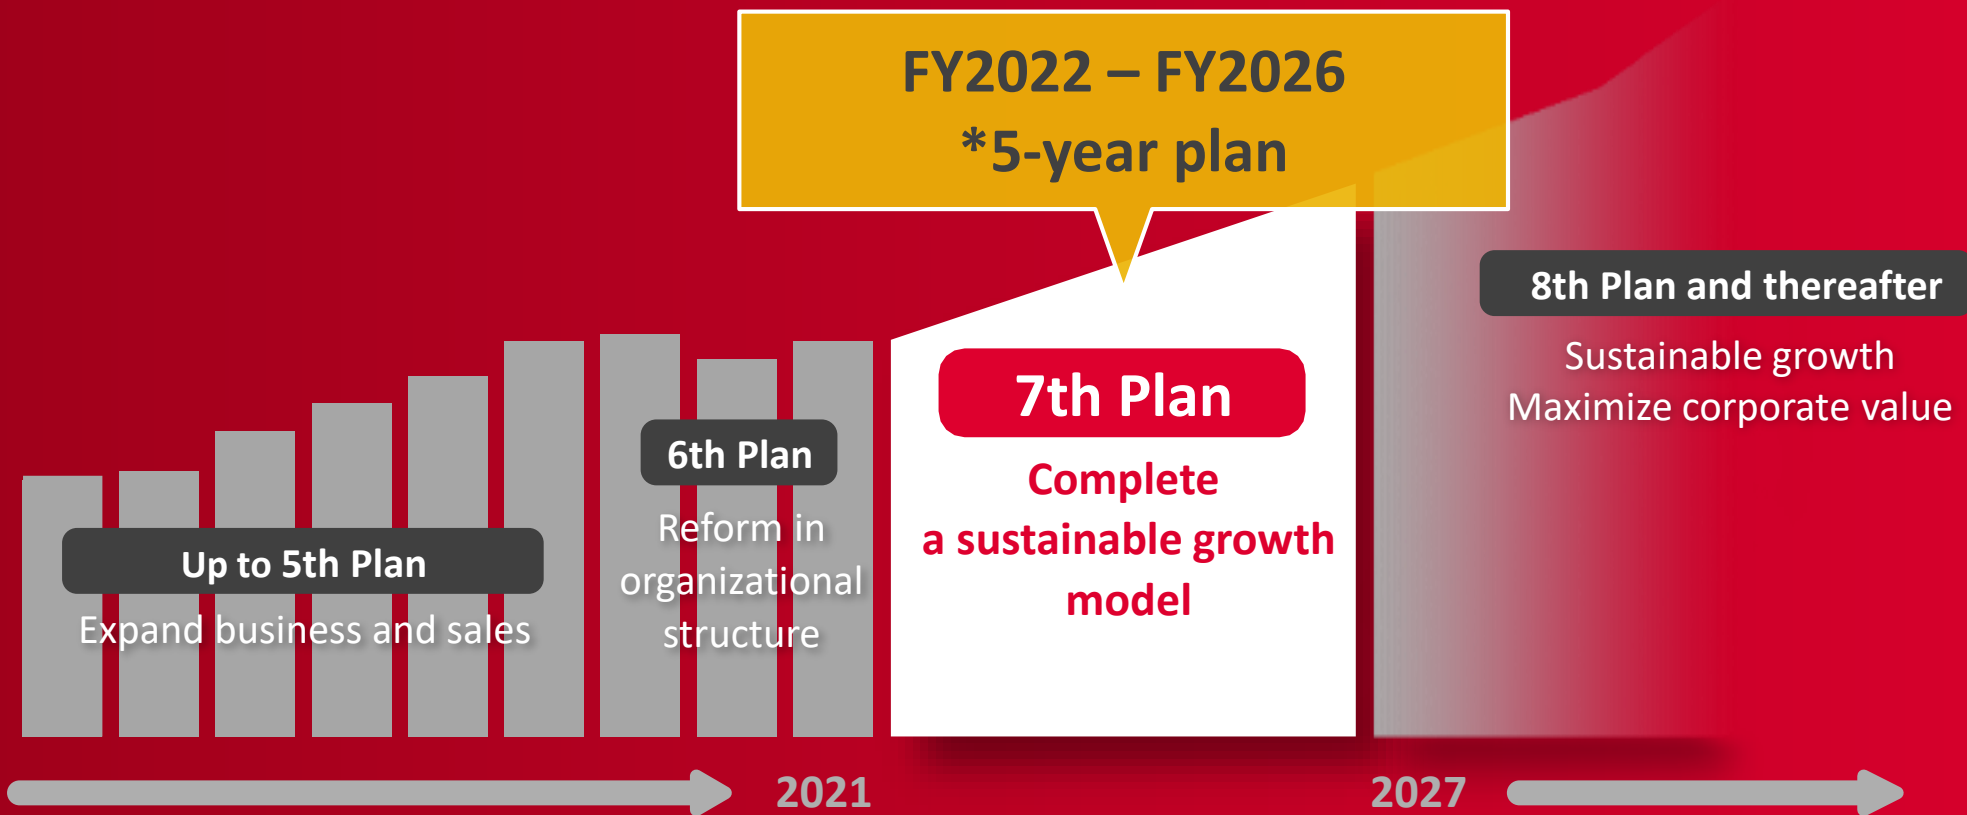 FY2022 – FY2026
*5-year plan
Up to 5th Plan
Expand business and sales
6th Plan
Reform in
organizational
structure
7th Plan
Complete
a sustainable growth
model
8th Plan and thereafter
Sustainable growth
Maximize corporate value
2021
2027